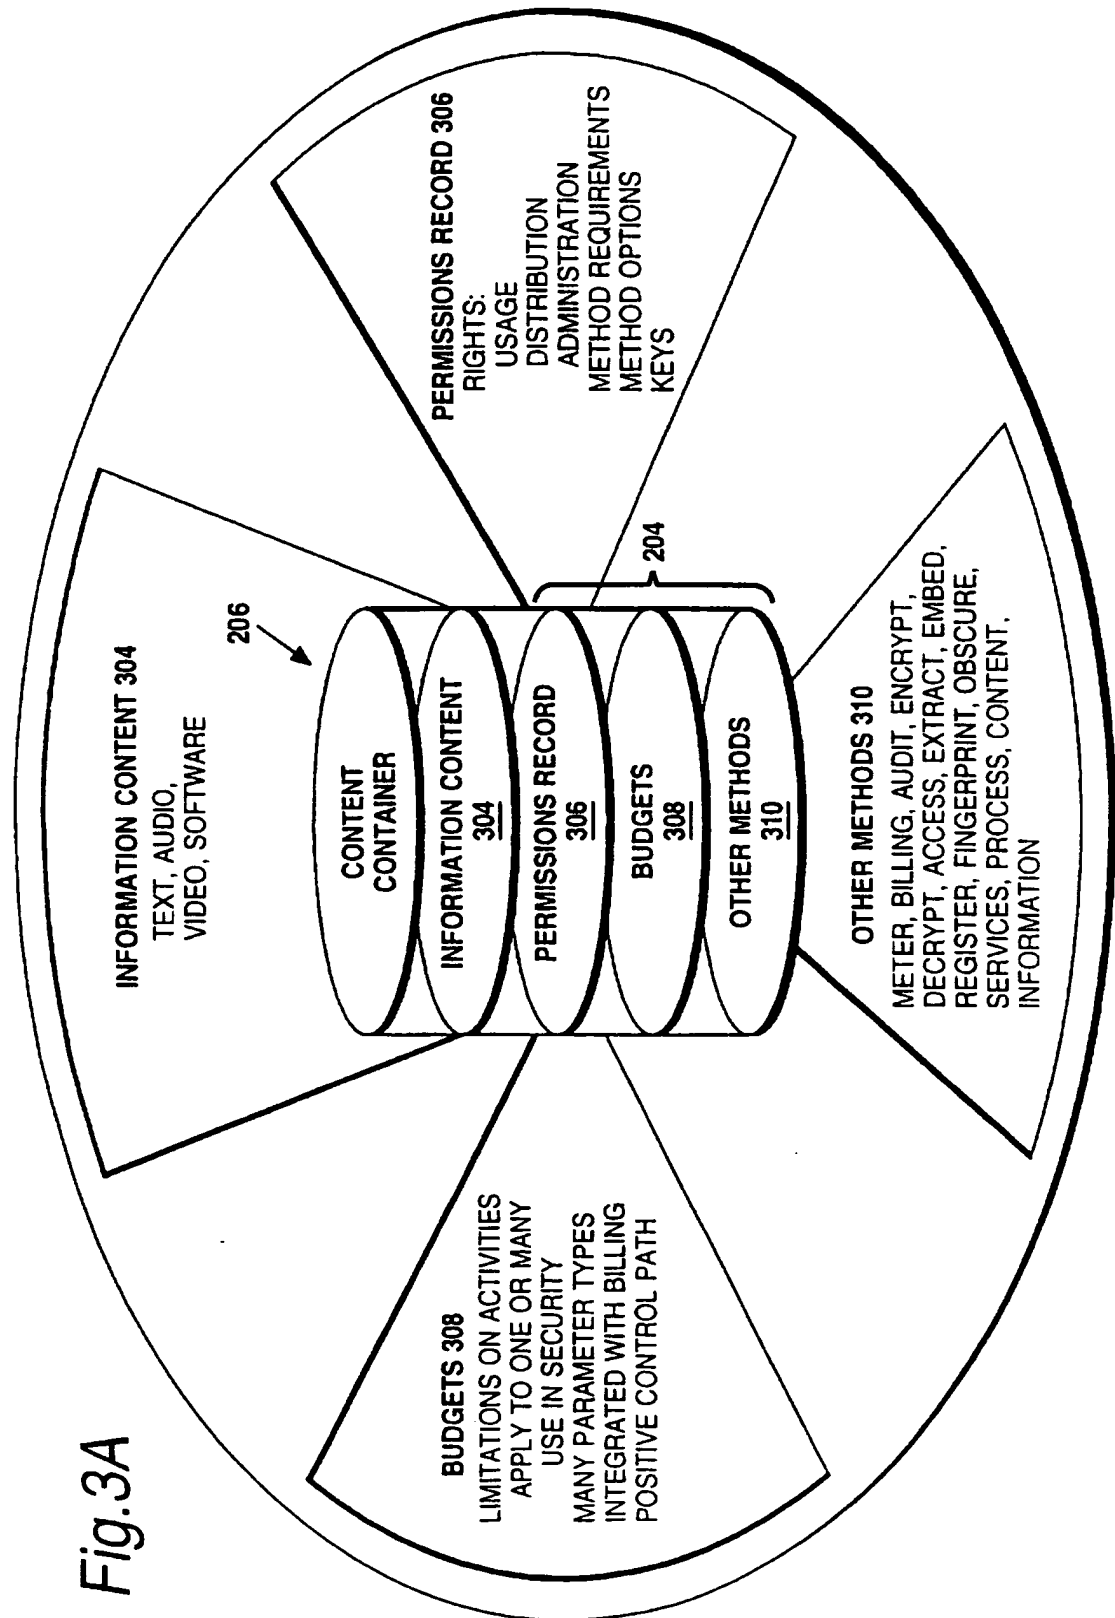 Fig.3A
INFORMATION CONTENT 304
TEXT, AUDIO,
VIDEO, SOFTWARE
206
BUDGETS 308
LIMITATIONS ON ACTIVITIES
APPLY TO ONE OR MANY
USE IN SECURITY
MANY PARAMETER TYPES
INTEGRATED WITH BILLING
POSITIVE CONTROL PATH
CONTENT
CONTAINER
INFORMATION CONTENT
304
PERMISSIONS RECORD
306
BUDGETS
308
OTHER METHODS
310
204
PERMISSIONS RECORD 306
RIGHTS:
USAGE
DISTRIBUTION
ADMINISTRATION
METHOD REQUIREMENTS
METHOD OPTIONS
KEYS
OTHER METHODS 310
METER, BILLING, AUDIT, ENCRYPT,
DECRYPT, ACCESS, EXTRACT, EMBED,
REGISTER, FINGERPRINT, OBSCURE,
SERVICES, PROCESS, CONTENT,
INFORMATION